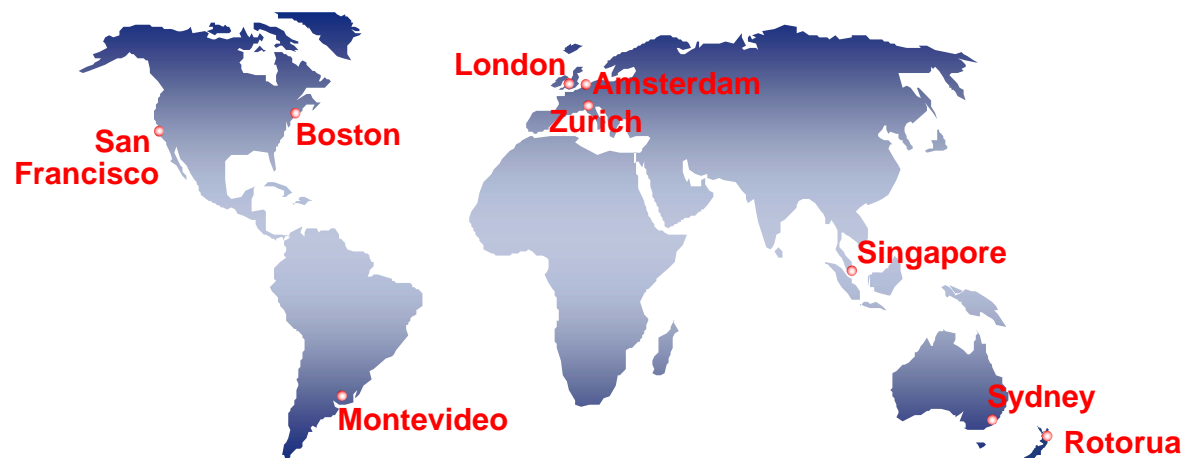 London
Amsterdam
Zurich
Boston
San
Francisco
Singapore
Montevideo
Sydney
Rotorua